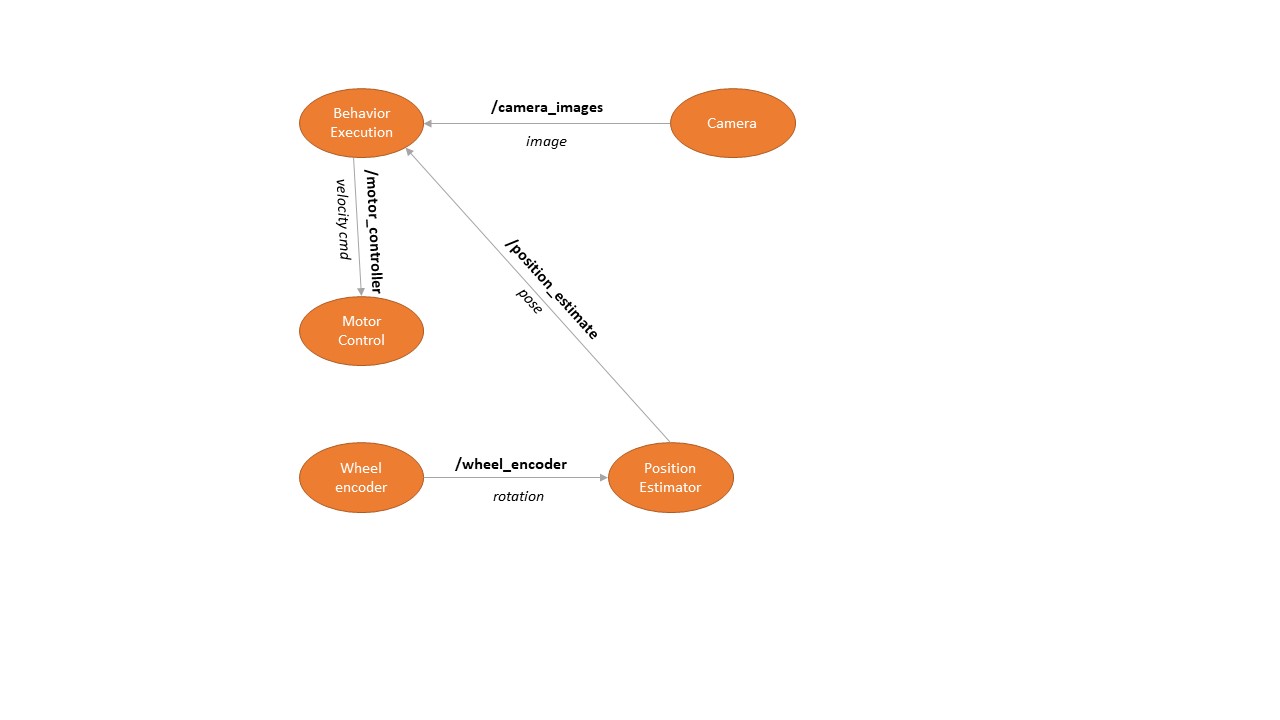 Behavior
Execution
/camera_images
image
Camera
/motor_controller
velocity cmd
/position_estimate
pose
Motor
Control
Wheel
encoder
/wheel_encoder
rotation
Position
Estimator